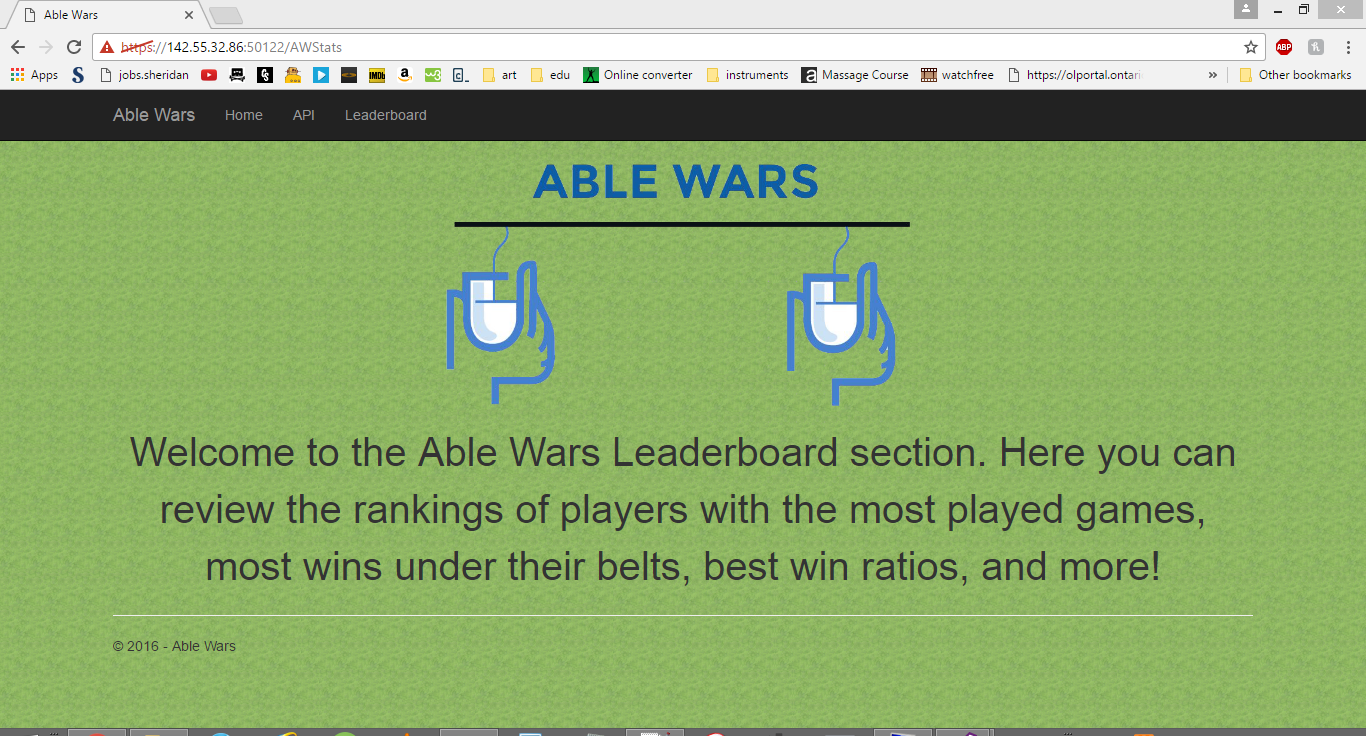 Able Wars
https://142.55.32.86:50122/AWStats
ABP
Apps
jobs.sheridan
IMDb
a
w3
art
edu
Online converter
instruments
a Massage Course
watchfree
https://olportal.ontari
»
Other bookmarks
Able Wars Home API Leaderboard
ABLE WARS
Welcome to the Able Wars Leaderboard section. Here you can
review the rankings of players with the most played games,
most wins under their belts, best win ratios, and more!
© 2016 - Able Wars